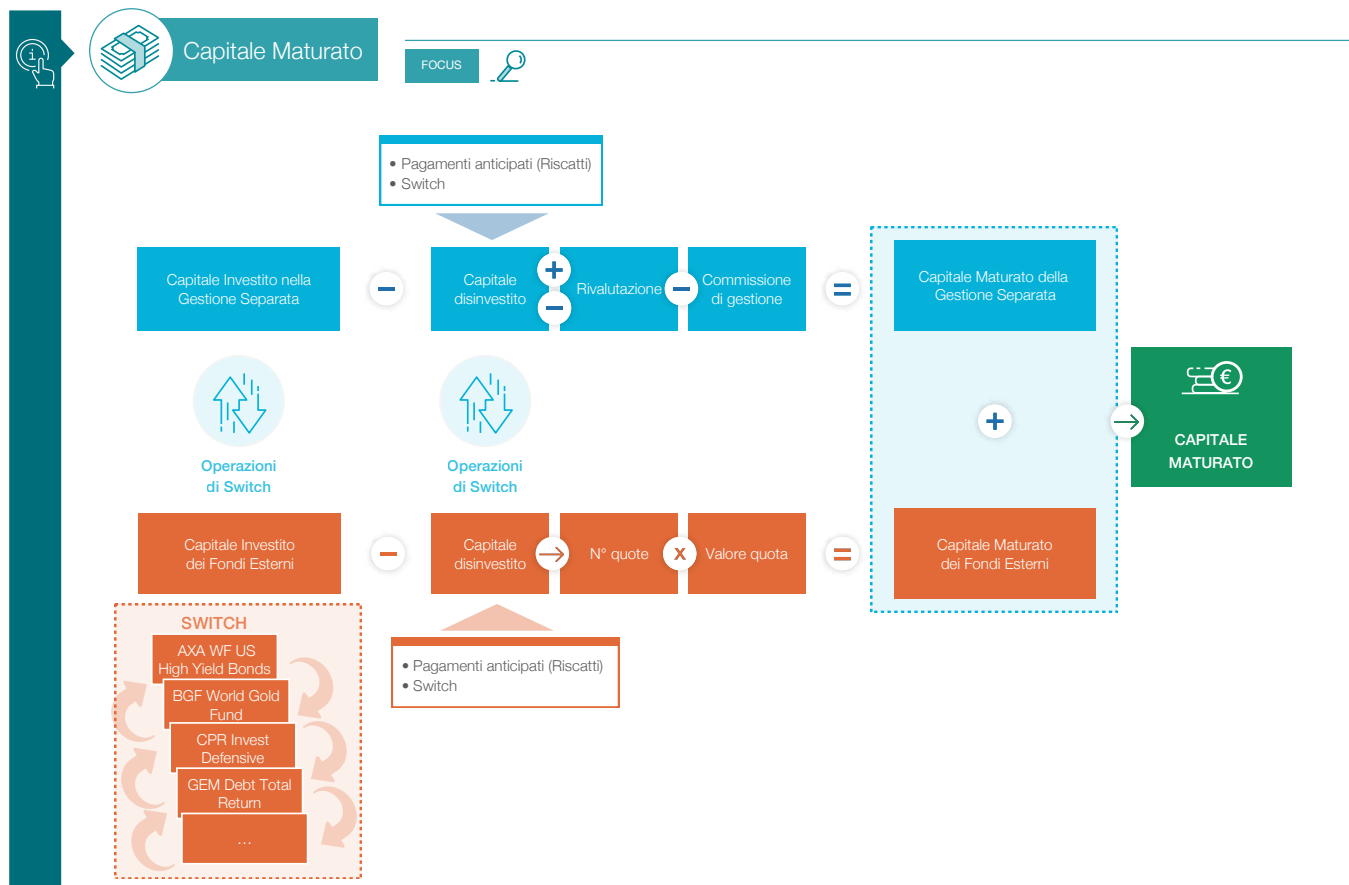 Capitale Maturato
FOCUS
• Pagamenti anticipati (Riscatti)
• Switch
Capitale Investito nella
Gestione Separata
−
Capitale
disinvestito
+
−
Rivalutazione
−
Commissione
di gestione
=
Capitale Maturato della
Gestione Separata
Operazioni
di Switch
Operazioni
di Switch
+
€
CAPITALE
MATURATO
Capitale Investito
dei Fondi Esterni
−
Capitale
disinvestito
→
N° quote
x
Valore quota
=
Capitale Maturato
dei Fondi Esterni
SWITCH
AXA WF US
High Yield Bonds
BGF World Gold
Fund
CPR Invest
Defensive
GEM Debt Total
Return
...
• Pagamenti anticipati (Riscatti)
• Switch